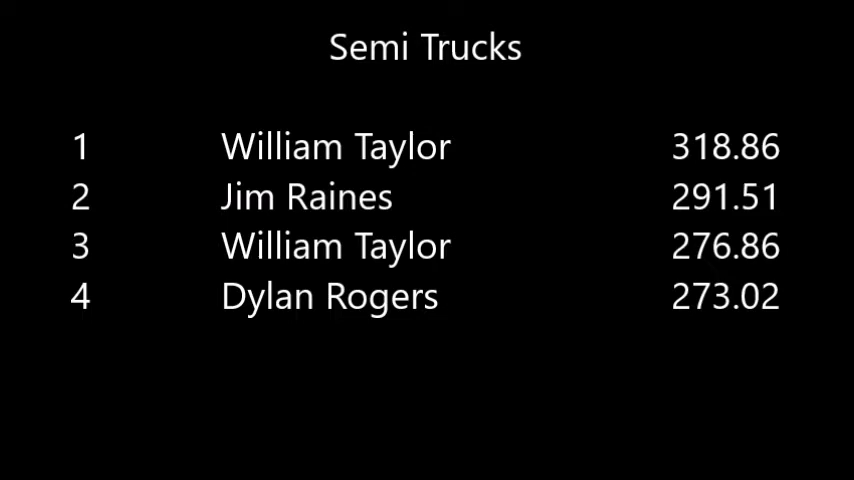 Semi Trucks
1 William Taylor 318.86
2 Jim Raines 291.51
3 William Taylor 276.86
4 Dylan Rogers 273.02